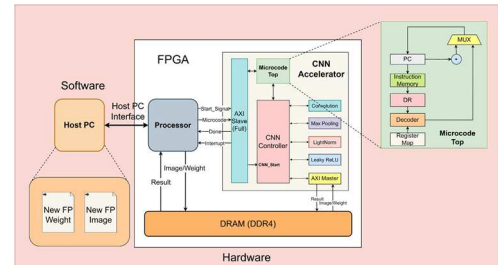 FPGA
CNN
Accelerator
Microcode
Top
Software
Host PC
Host PC
Interface
Processor
Start_Signal
Microcode
Done
Interrupt
AXI
Slave
(Full)
CNN
Controller
CNN_Start
Max Pooling
LightNorm
Leaky ReLU
AXI Master
Result
Image/Weight
Result
Image/Weight
New FP
Weight
New FP
Image
DRAM (DDR4)
Hardware
MUX
PC
+
Instruction
Memory
DR
Decoder
Register
Map
Microcode
Top